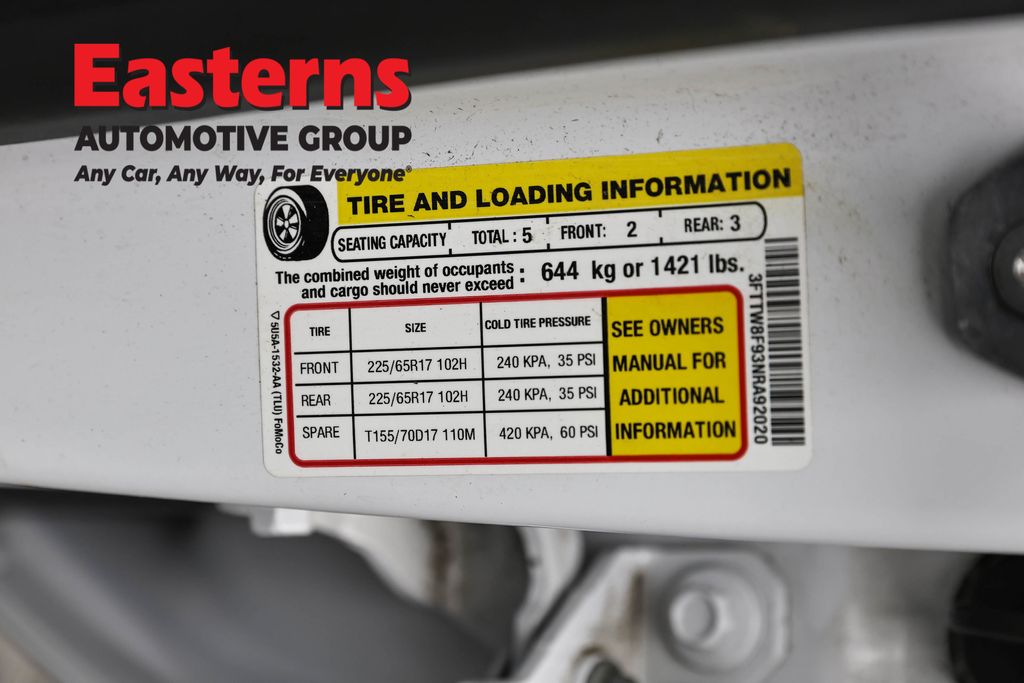 Easterns
AUTOMOTIVE GROUP
Any Car, Any Way, For Everyone®
TIRE AND LOADING INFORMATION
SEATING CAPACITY TOTAL : 5 FRONT: 2 REAR: 3
The combined weight of occupants
and cargo should never exceed : 644 kg or 1421 lbs.
TIRE SIZE COLD TIRE PRESSURE
FRONT 225/65R17 102H 240 KPA, 35 PSI
REAR 225/65R17 102H 240 KPA, 35 PSI
SPARE T155/70D17 110M 420 KPA, 60 PSI
SEE OWNERS
MANUAL FOR
ADDITIONAL
INFORMATION
▽ 5U5A-1532-AA (TLU) FoMoCo
3FTTW8F93NRA92020